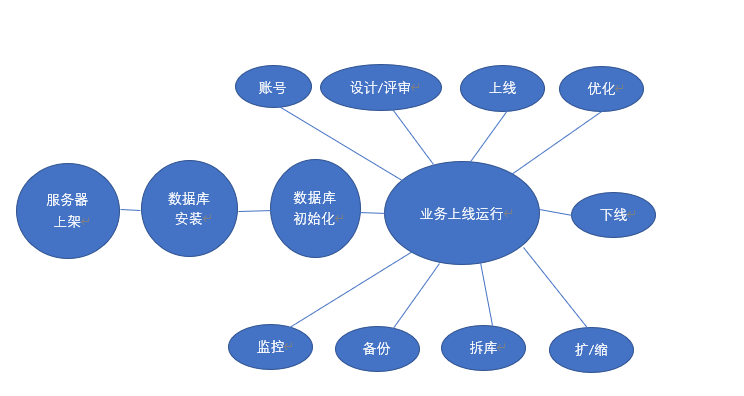 账号
设计/评审
上线
优化
服务器
上架
数据库
安装
数据库
初始化
业务上线运行
下线
监控
备份
拆库
扩/缩